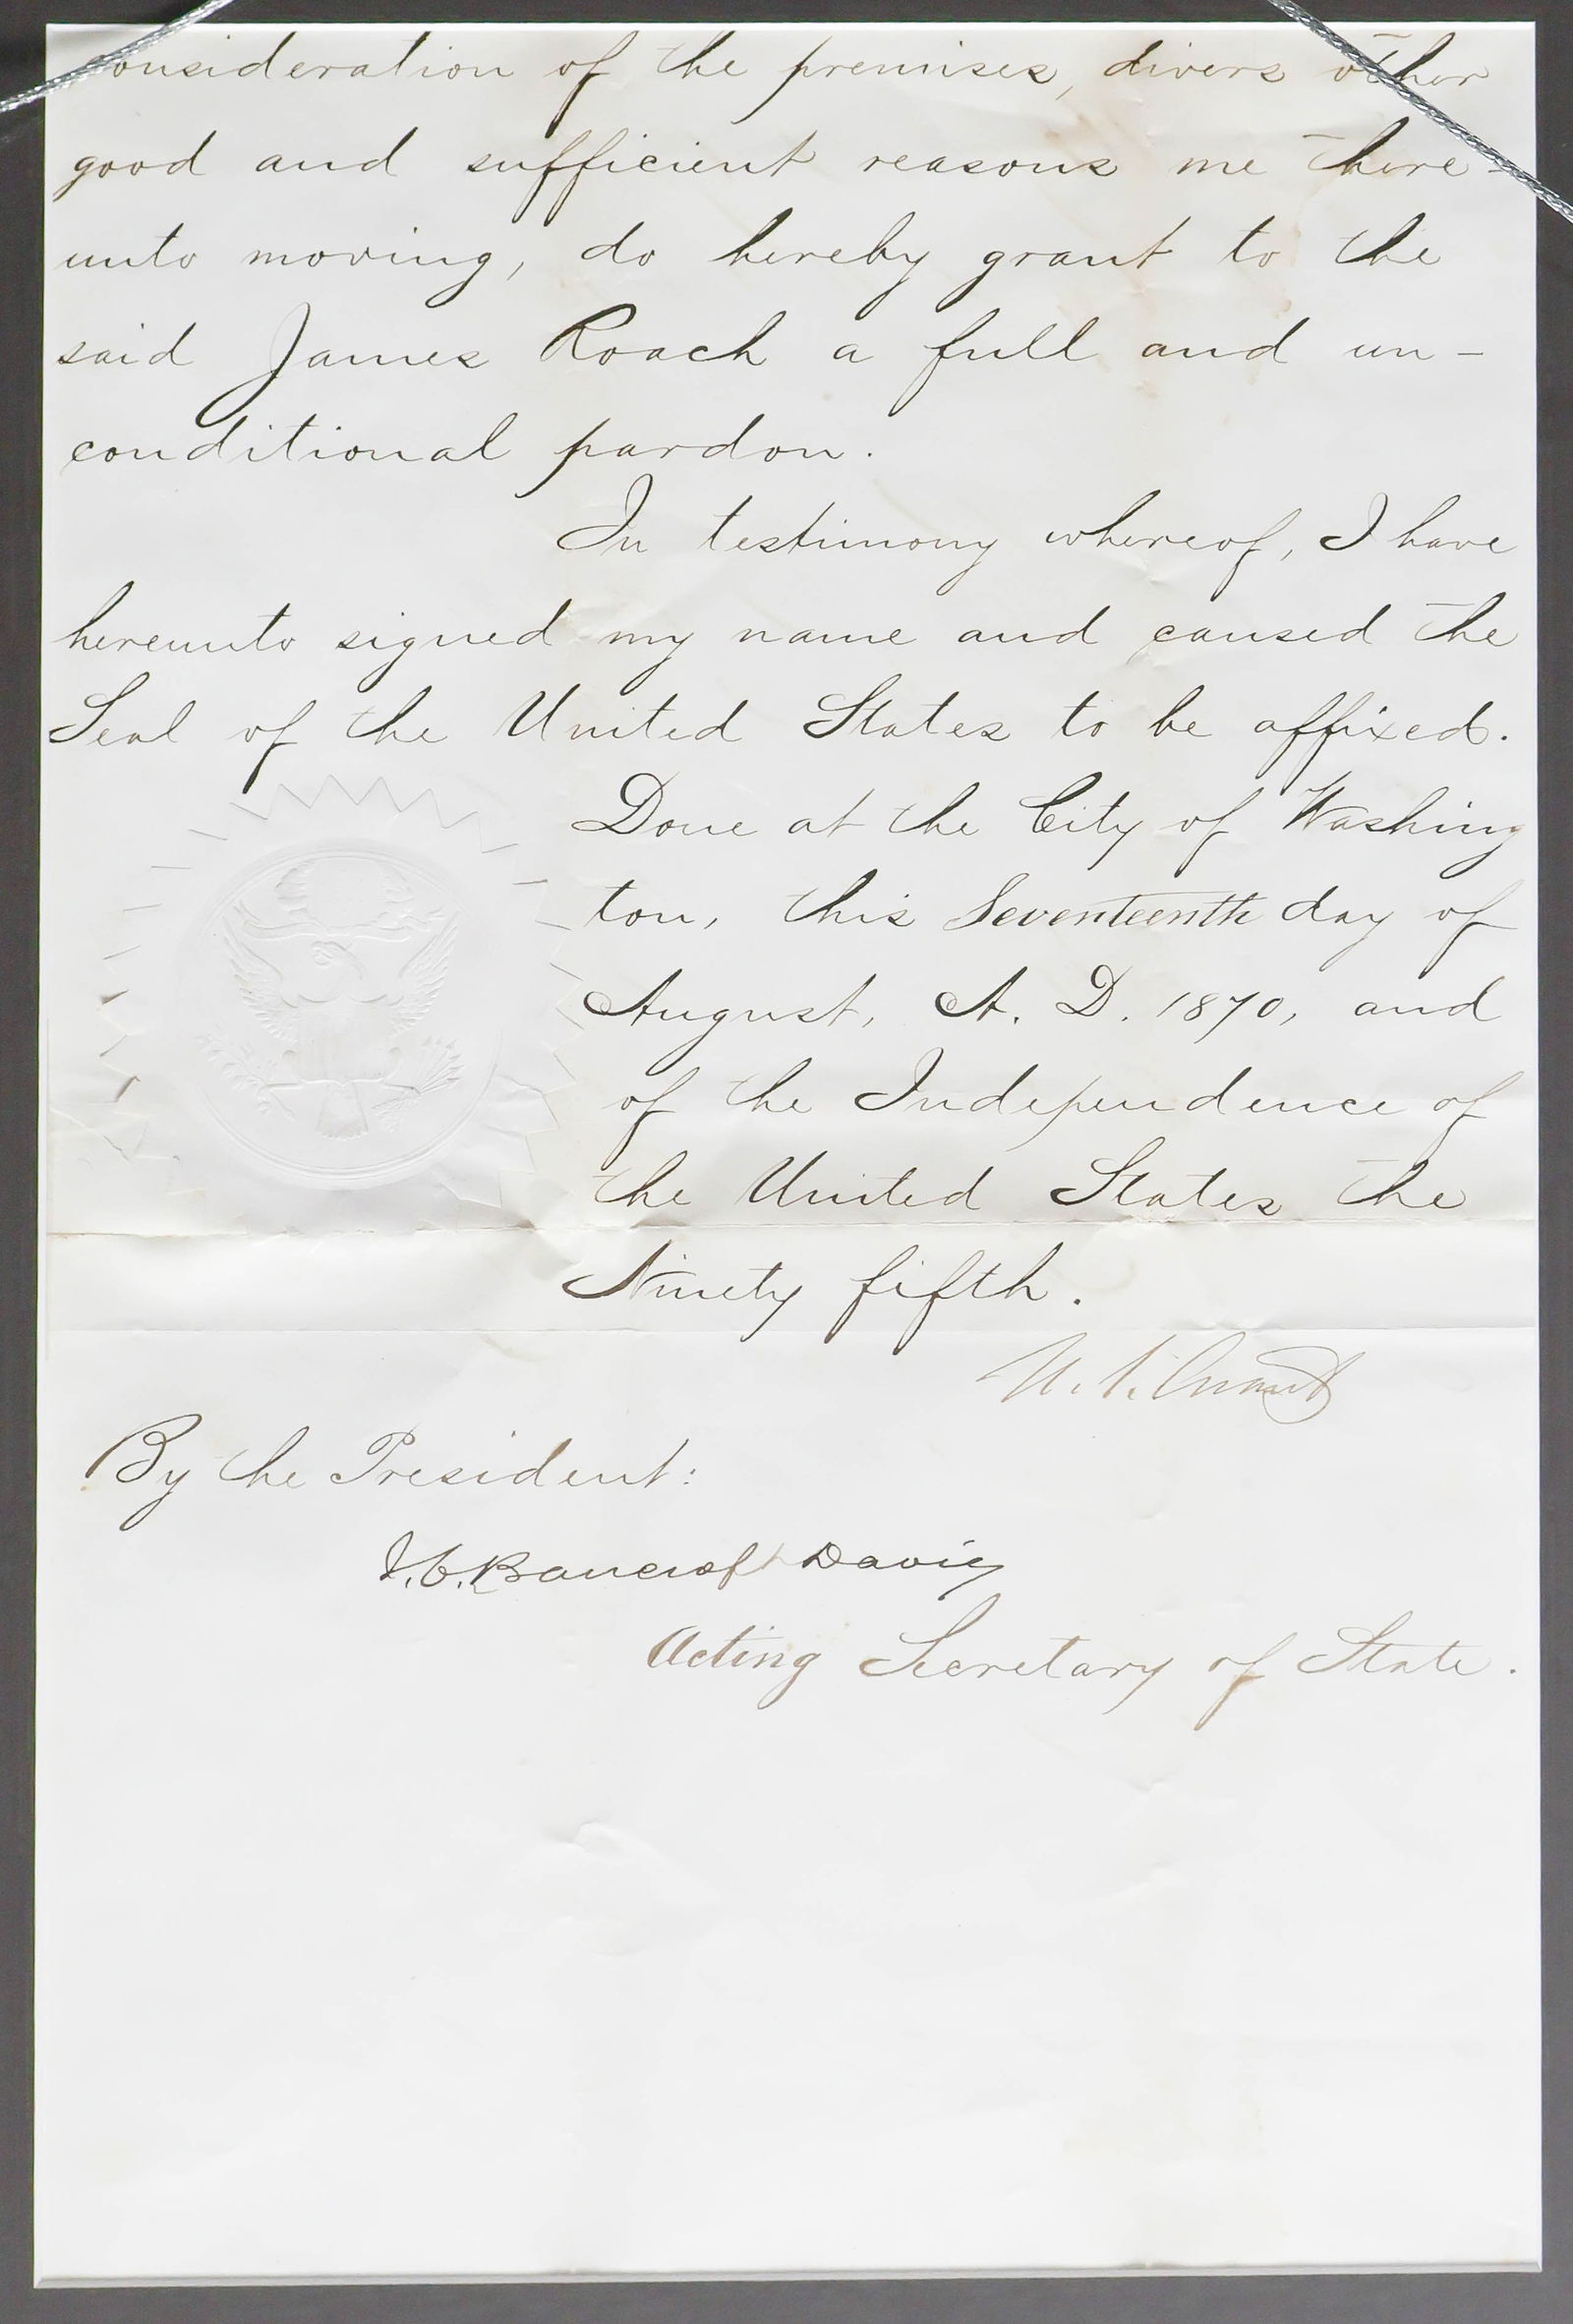 consideration of the premises, divers other
good and sufficient reasons me there-
unto moving, do hereby grant to the
said James Roach a full and un-
conditional pardon.
In testimony whereof, I have
hereunto signed my name and caused the
Seal of the United States to be affixed.
Done at the City of Washing
ton, this Seventeenth day of
August, A. D. 1870, and
of the Independence of
the United States the
Ninety fifth.
U. S. Grant
By the President:
J. C. Bancroft Davis
Acting Secretary of State.